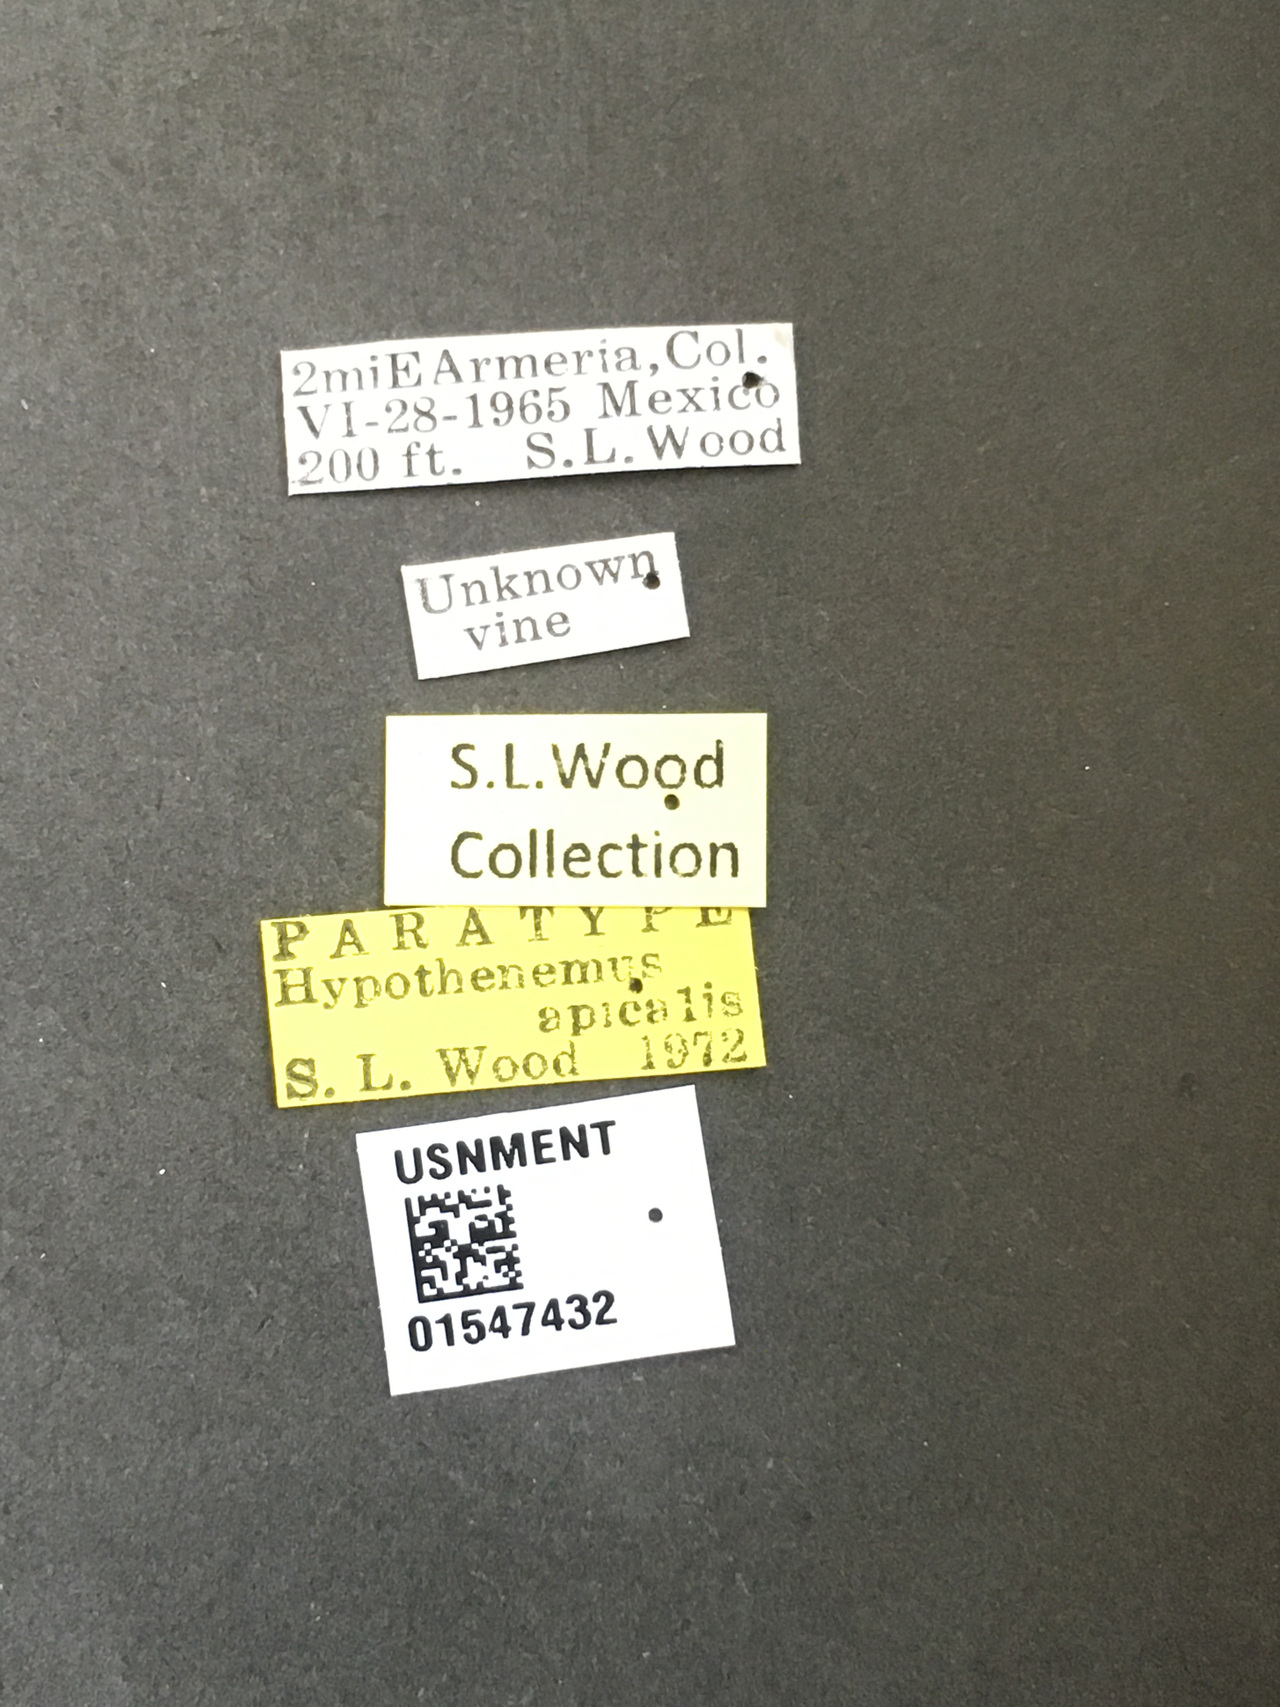 2miE Armeria, Col.
VI-28-1965 Mexico
200 ft. S.L. Wood
Unknown
vine
S.L.Wood
Collection
PARATYPE
Hypothenemus
apicalis
S. L. Wood 1972
USNMENT
01547432